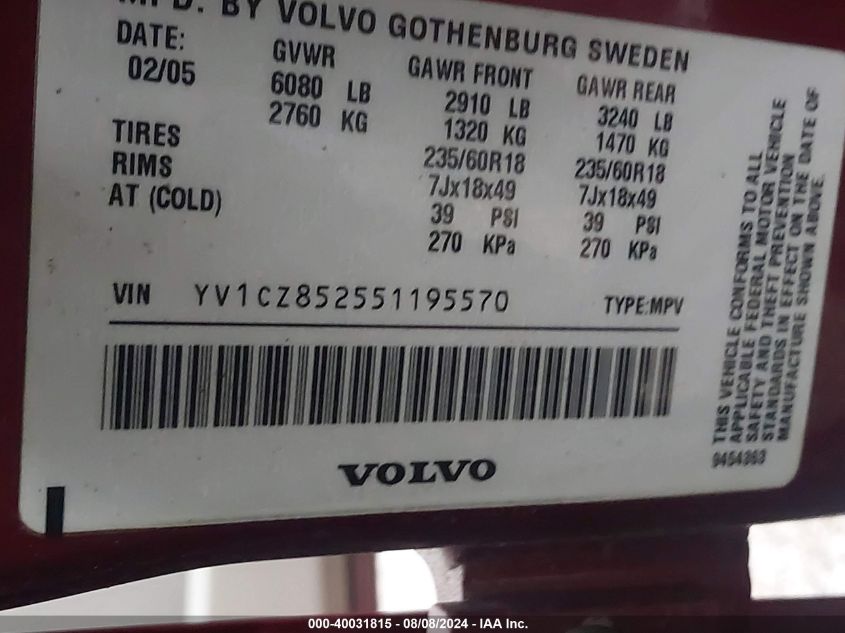 MFD. BY VOLVO GOTHENBURG SWEDEN
DATE: GVWR GAWR FRONT GAWR REAR
02/05 6080 LB 2910 LB 3240 LB
2760 KG 1320 KG 1470 KG
TIRES 235/60R18 235/60R18
RIMS 7Jx18x49 7Jx18x49
AT (COLD) 39 PSI 39 PSI
270 KPa 270 KPa
VIN YV1CZ852551195570 TYPE:MPV
VOLVO
THIS VEHICLE CONFORMS TO ALL
APPLICABLE FEDERAL MOTOR VEHICLE
SAFETY AND THEFT PREVENTION
STANDARDS IN EFFECT ON THE DATE OF
MANUFACTURE SHOWN ABOVE.
9454363
000-40031815 - 08/08/2024 - IAA Inc.